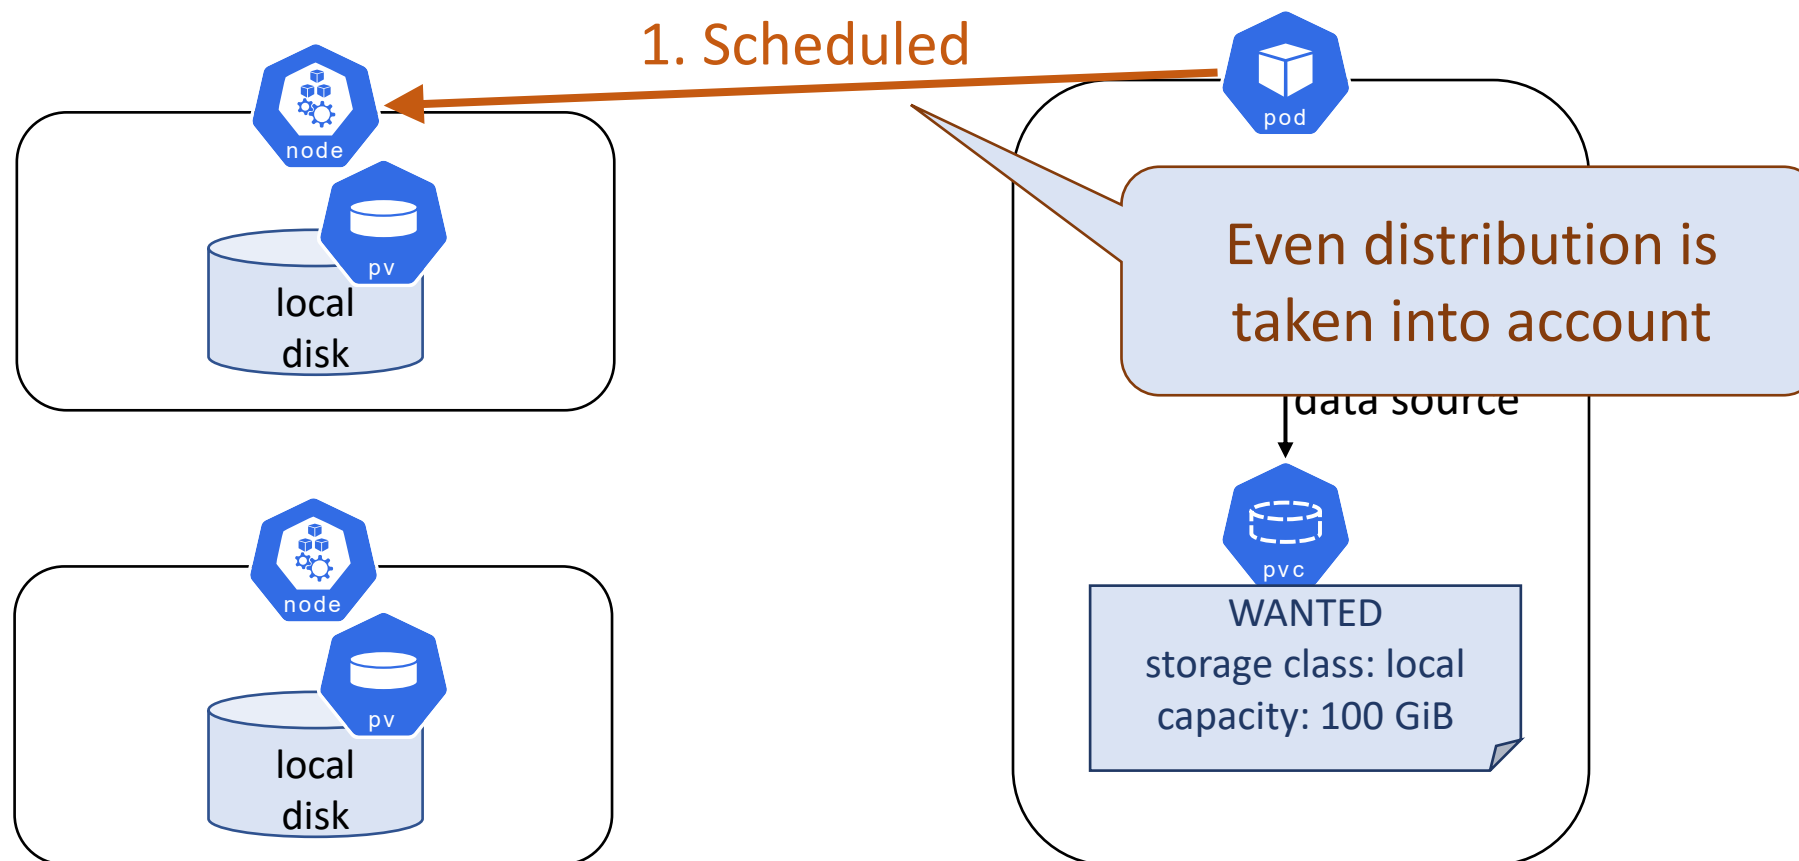 1. Scheduled
node
pv
local
disk
node
pv
local
disk
pod
Even distribution is
taken into account
data source
pvc
WANTED
storage class: local
capacity: 100 GiB